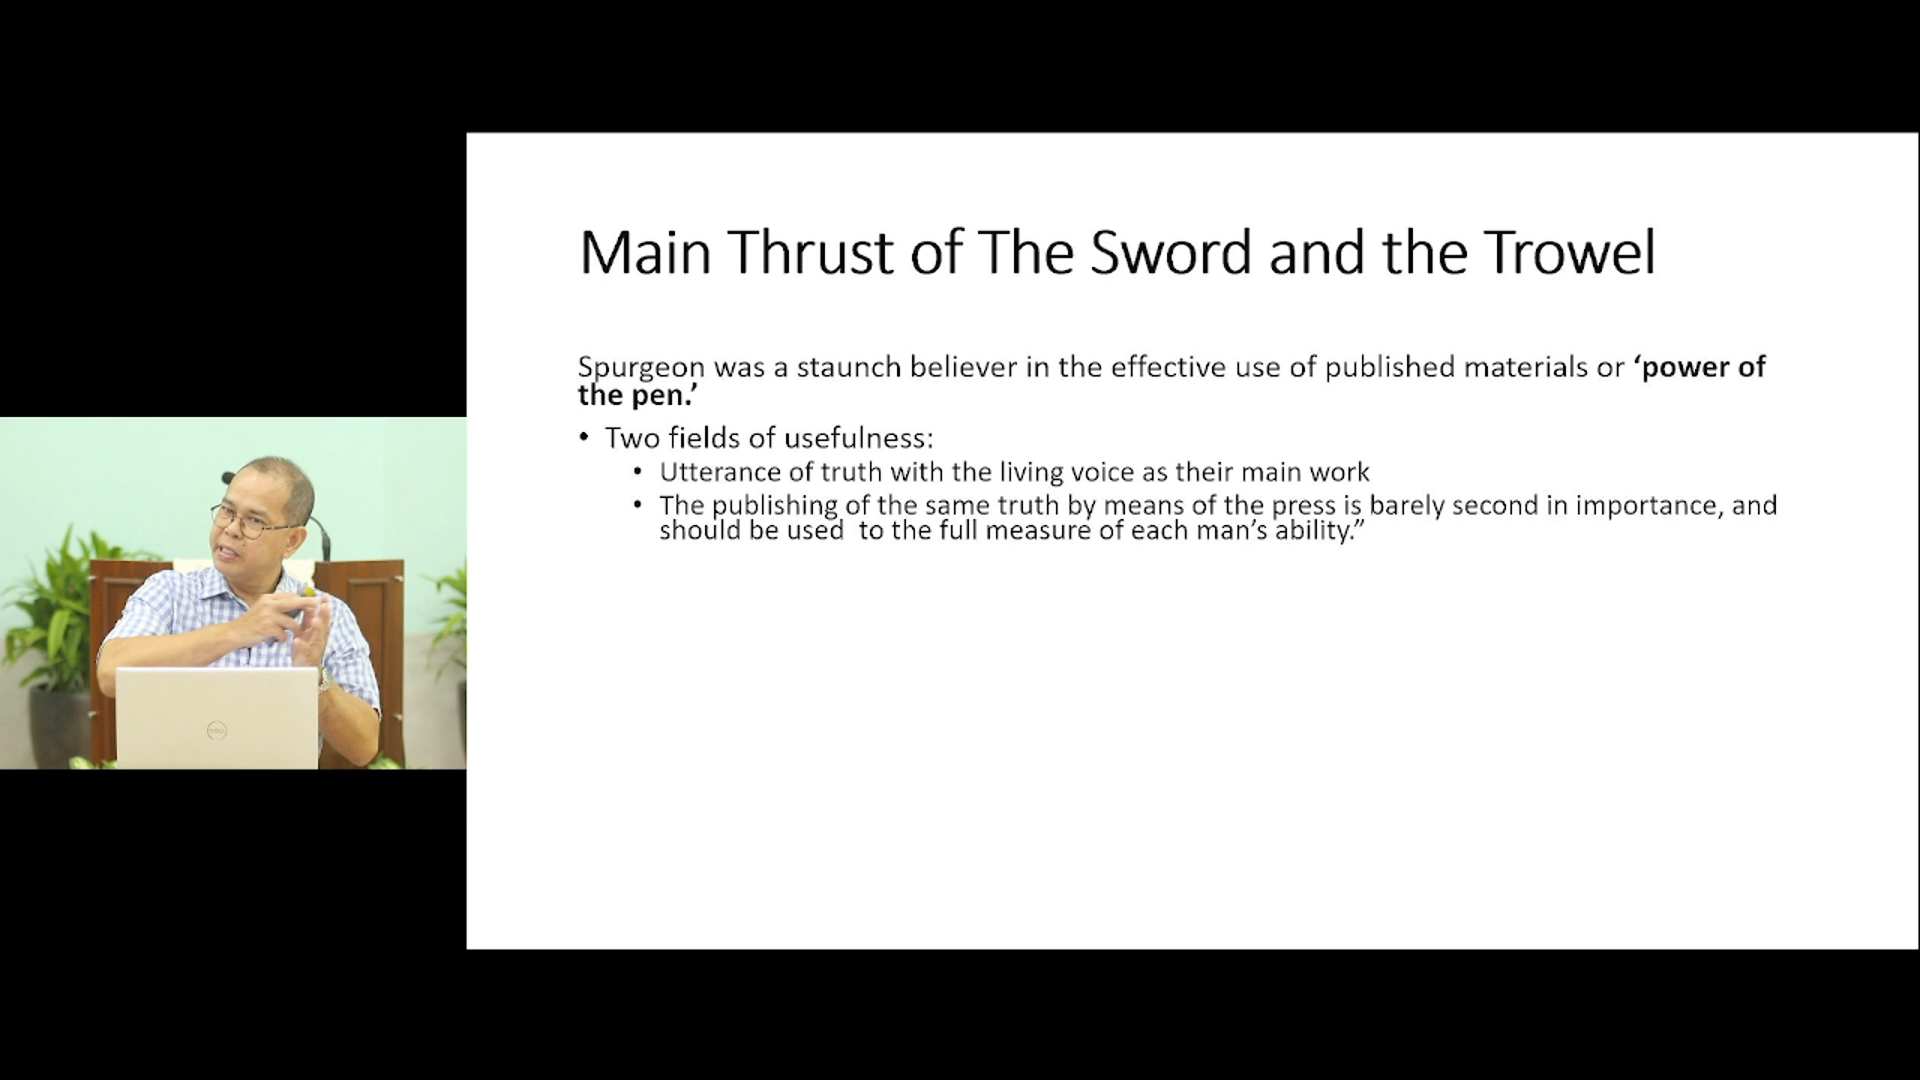 Main Thrust of The Sword and the Trowel
Spurgeon was a staunch believer in the effective use of published materials or ‘power of
the pen.’
• Two fields of usefulness:
• Utterance of truth with the living voice as their main work
• The publishing of the same truth by means of the press is barely second in importance, and
should be used  to the full measure of each man’s ability.”
DELL